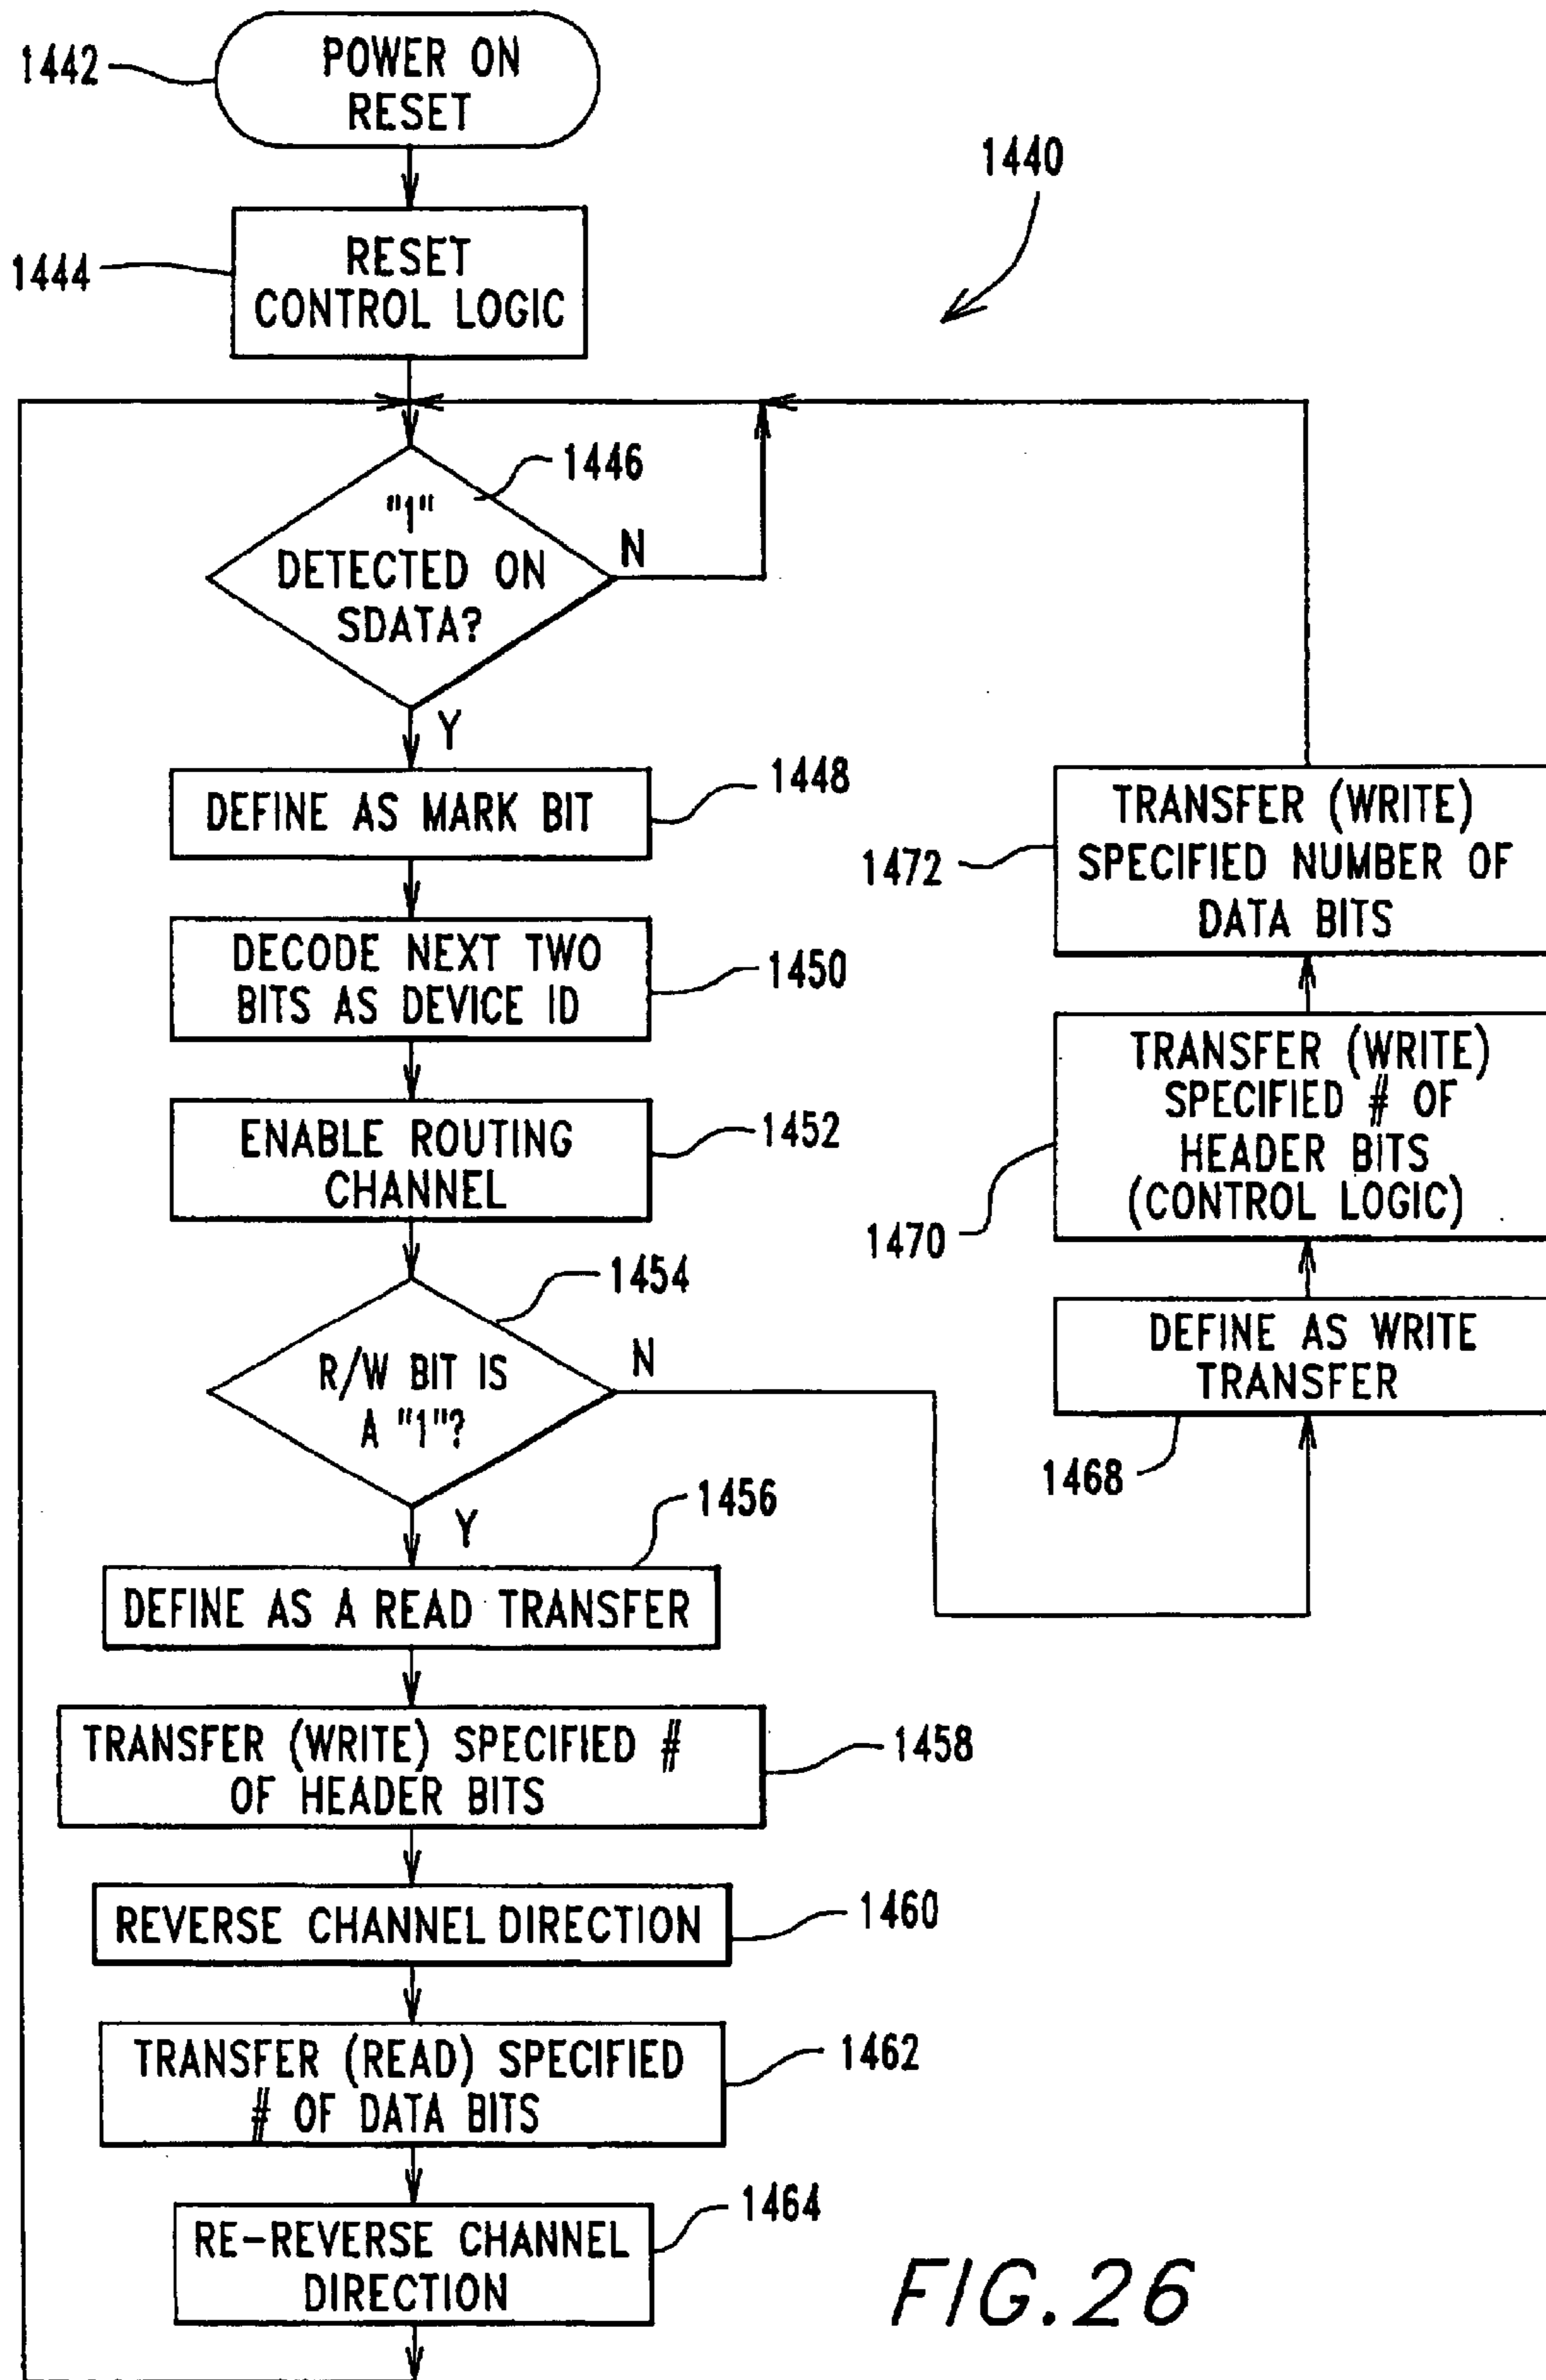 1442
POWER ON
RESET
1440
1444
RESET
CONTROL LOGIC
1446
"1"
DETECTED ON
SDATA?
N
Y
1448
DEFINE AS MARK BIT
DECODE NEXT TWO
BITS AS DEVICE ID
1450
ENABLE ROUTING
CHANNEL
1452
1454
R/W BIT IS
A "1"?
N
Y
1456
DEFINE AS A READ TRANSFER
TRANSFER (WRITE) SPECIFIED #
OF HEADER BITS
1458
REVERSE CHANNEL DIRECTION
1460
TRANSFER (READ) SPECIFIED
# OF DATA BITS
1462
1464
RE-REVERSE CHANNEL
DIRECTION
TRANSFER (WRITE)
SPECIFIED NUMBER OF
DATA BITS
1472
TRANSFER (WRITE)
SPECIFIED # OF
HEADER BITS
(CONTROL LOGIC)
1470
DEFINE AS WRITE
TRANSFER
1468
FIG.26